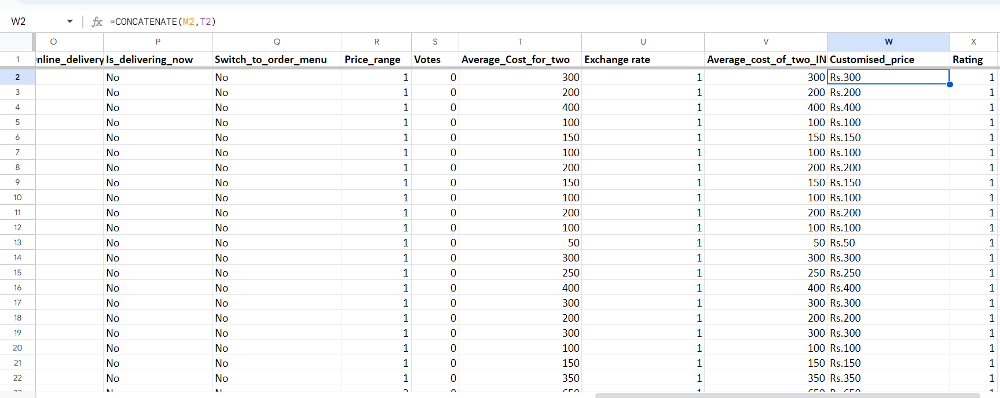 W2 fx =CONCATENATE(M2,T2)
O P Q R S T U V W X
1 nline_delivery Is_delivering_now Switch_to_order_menu Price_range Votes Average_Cost_for_two Exchange rate Average_cost_of_two_IN Customised_price Rating
2 No No 1 0 300 1 300 Rs.300 1
3 No No 1 0 200 1 200 Rs.200 1
4 No No 1 0 400 1 400 Rs.400 1
5 No No 1 0 100 1 100 Rs.100 1
6 No No 1 0 150 1 150 Rs.150 1
7 No No 1 0 100 1 100 Rs.100 1
8 No No 1 0 200 1 200 Rs.200 1
9 No No 1 0 150 1 150 Rs.150 1
10 No No 1 0 100 1 100 Rs.100 1
11 No No 1 0 200 1 200 Rs.200 1
12 No No 1 0 100 1 100 Rs.100 1
13 No No 1 0 50 1 50 Rs.50 1
14 No No 1 0 300 1 300 Rs.300 1
15 No No 1 0 250 1 250 Rs.250 1
16 No No 1 0 400 1 400 Rs.400 1
17 No No 1 0 300 1 300 Rs.300 1
18 No No 1 0 200 1 200 Rs.200 1
19 No No 1 0 300 1 300 Rs.300 1
20 No No 1 0 100 1 100 Rs.100 1
21 No No 1 0 150 1 150 Rs.150 1
22 No No 1 0 350 1 350 Rs.350 1